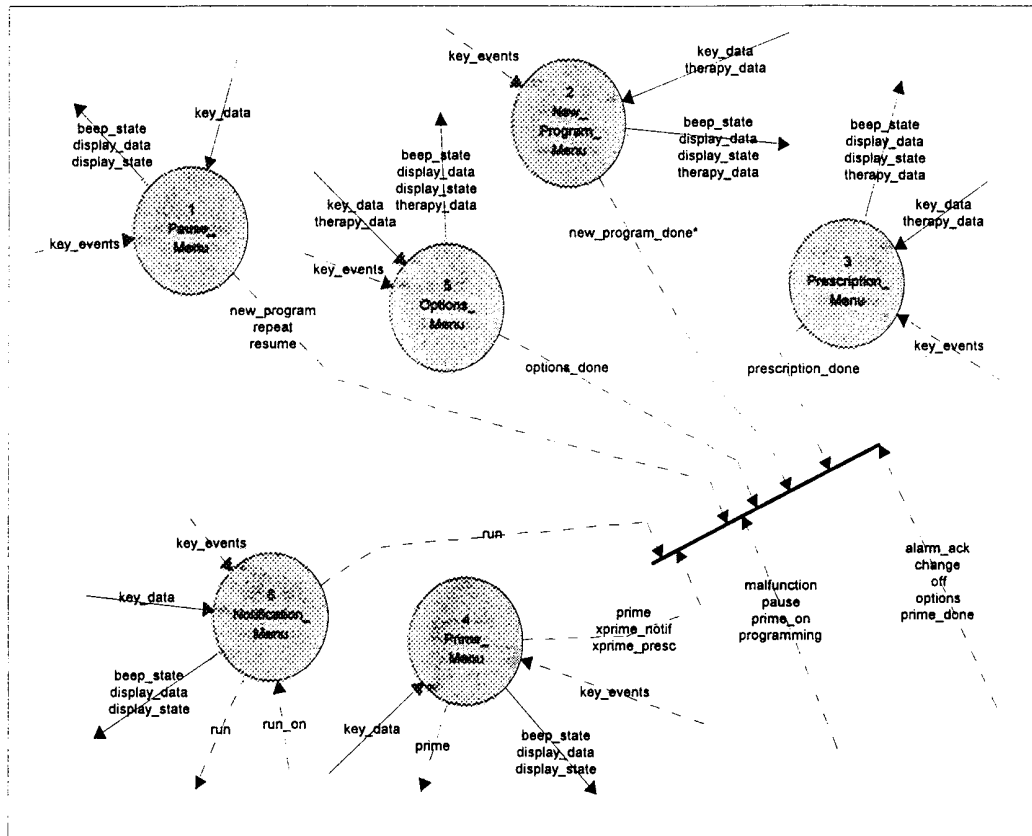 key_events
key_data
therapy_data
2
New_
Program_
Menu
beep_state
display_data
display_state
therapy_data
new_program_done*
key_data
beep_state
display_data
display_state
1
Pause_
Menu
key_events
new_program
repeat
resume
beep_state
display_data
display_state
therapy_data
key_data
therapy_data
key_events
5
Options_
Menu
options_done
beep_state
display_data
display_state
therapy_data
key_data
therapy_data
3
Prescription_
Menu
key_events
prescription_done
key_events
key_data
6
Notification_
Menu
run
beep_state
display_data
display_state
run
run_on
4
Prime_
Menu
prime
xprime_notif
xprime_presc
key_events
key_data
prime
beep_state
display_data
display_state
malfunction
pause
prime_on
programming
alarm_ack
change
off
options
prime_done